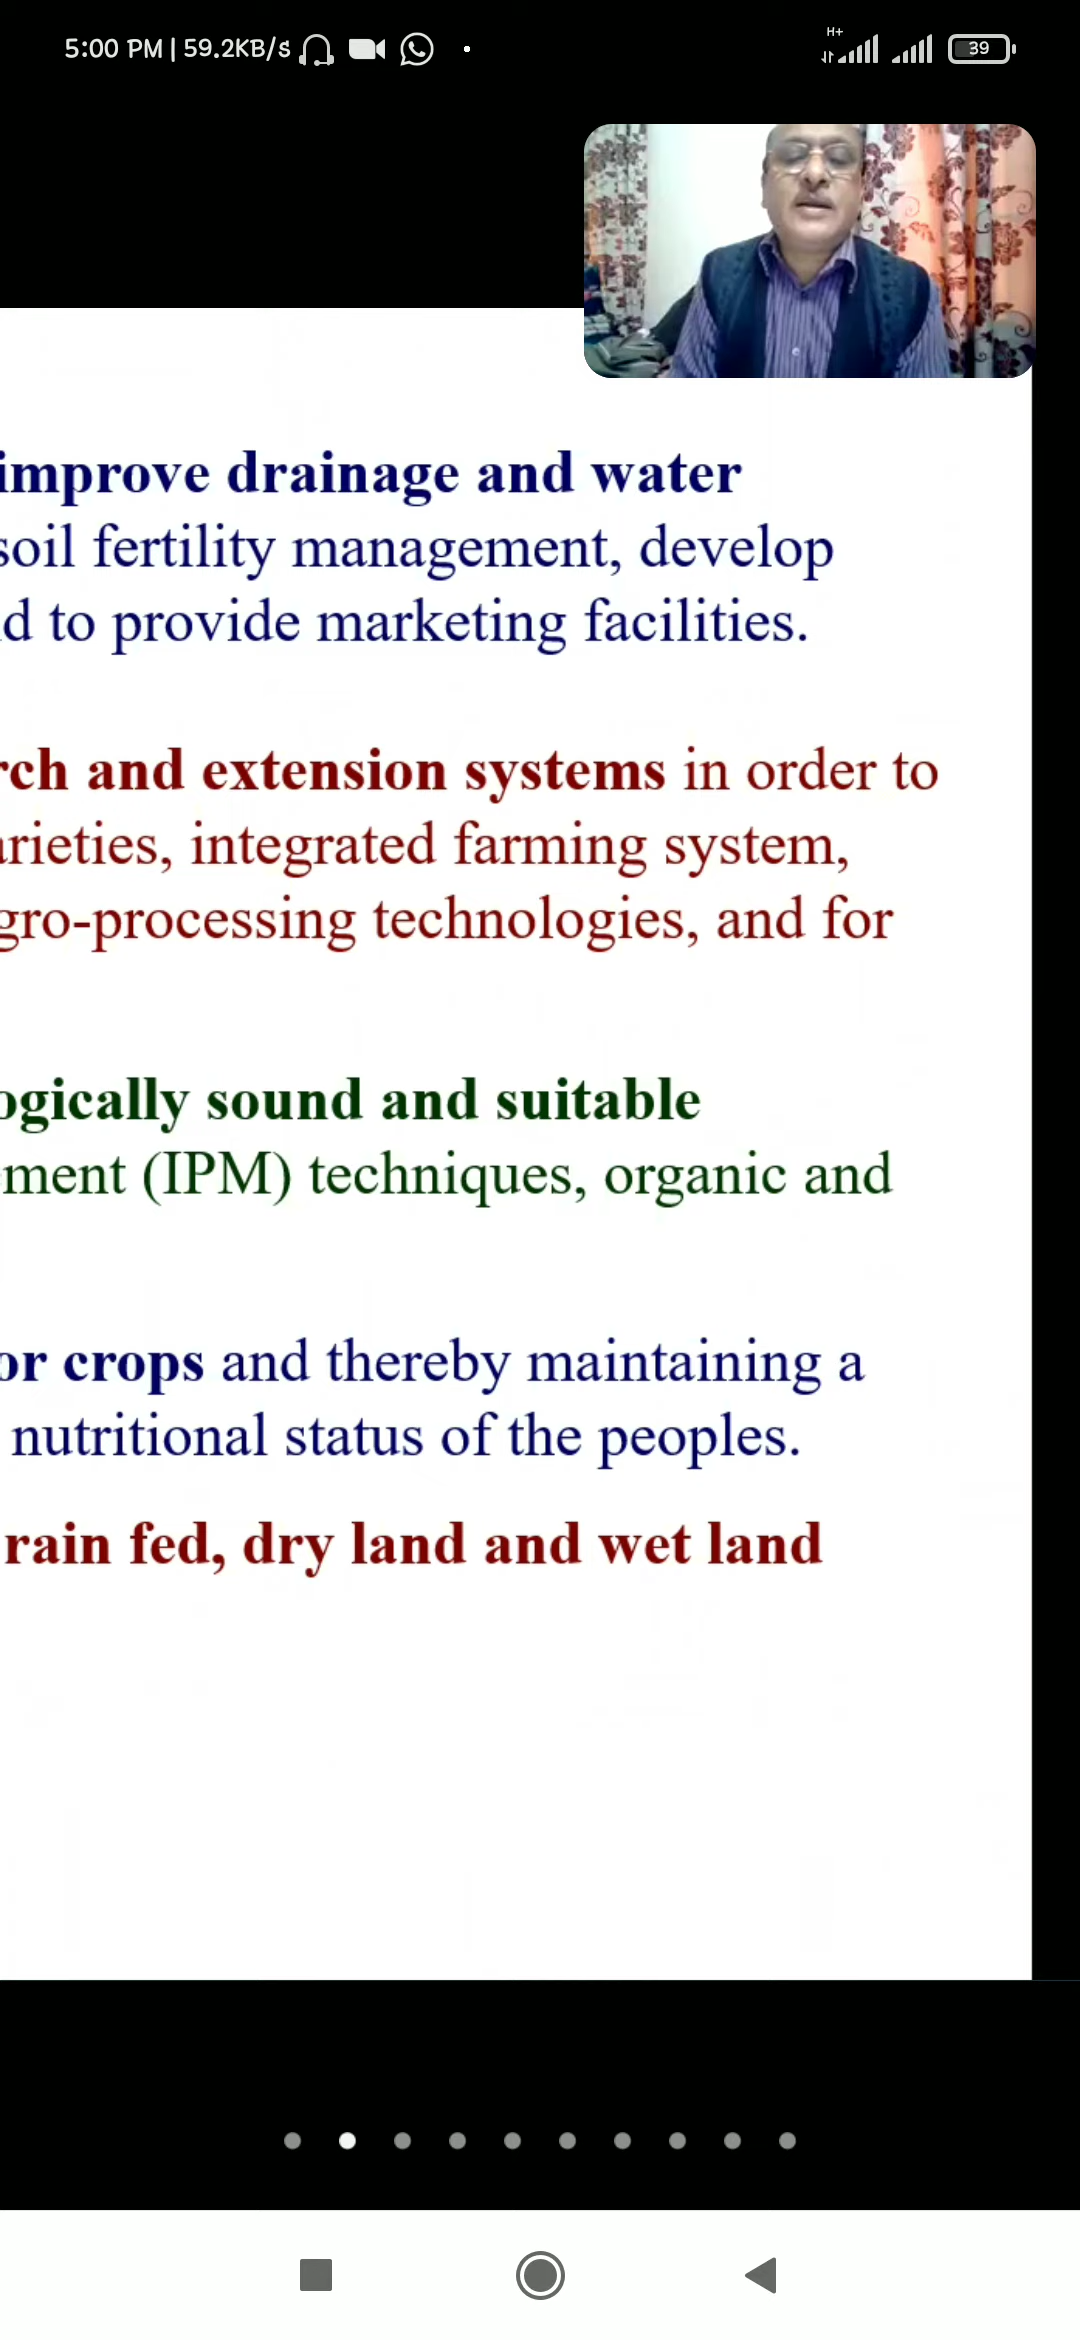 5:00 PM | 59.2KB/s
H+
39
improve drainage and water
soil fertility management, develop
d to provide marketing facilities.
rch and extension systems in order to
arieties, integrated farming system,
gro-processing technologies, and for
ogically sound and suitable
ment (IPM) techniques, organic and
or crops and thereby maintaining a
nutritional status of the peoples.
rain fed, dry land and wet land